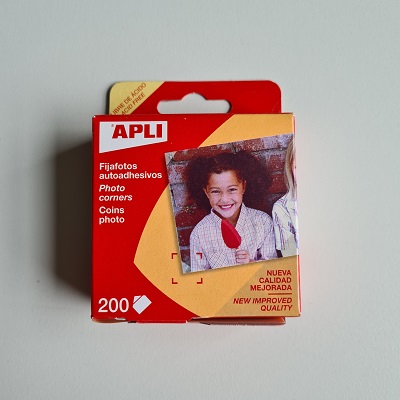 LIBRE DE ÁCIDO
ACID FREE
APLI
Fijafotos
autoadhesivos
Photo
corners
Coins
photo
NUEVA
CALIDAD
MEJORADA
NEW IMPROVED
QUALITY
200